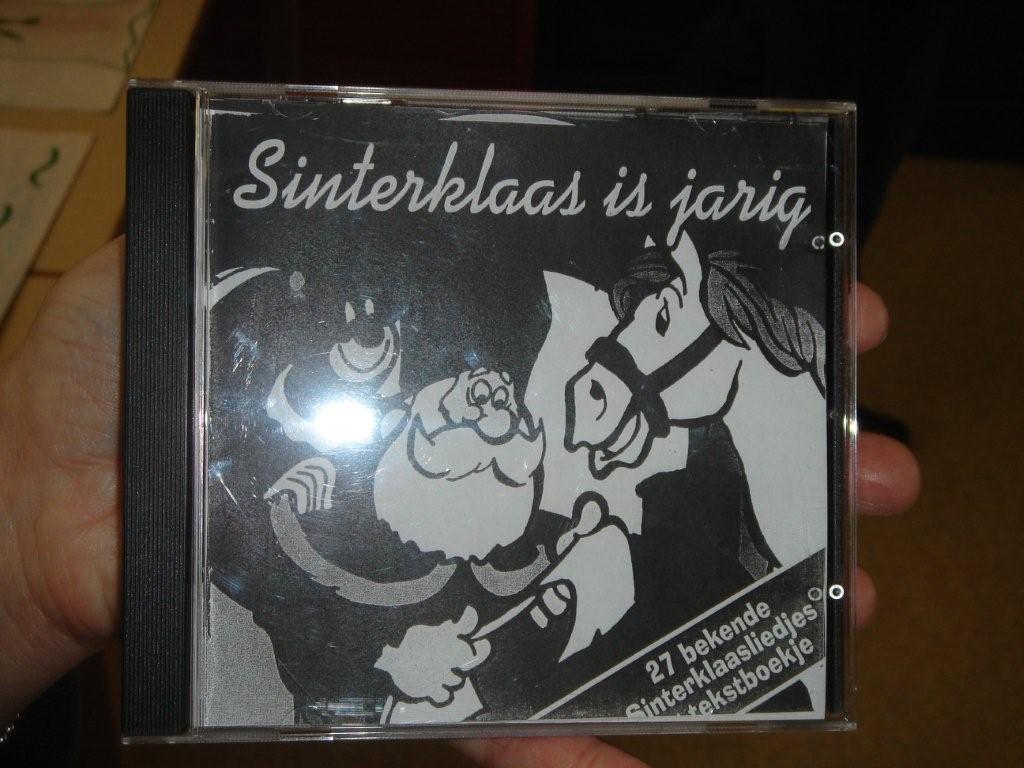 Sinterklaas is jarig
27 bekende
Sinterklaasliedjes
tekstboekje